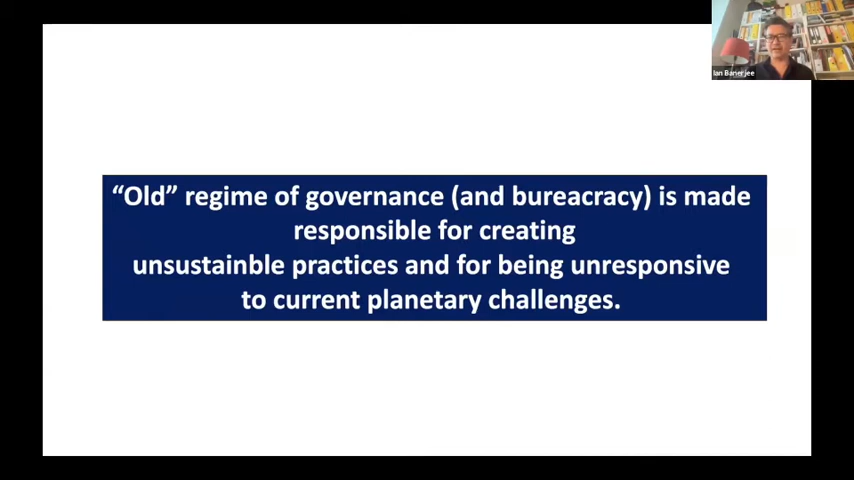 Ian Banerjee
“Old” regime of governance (and bureacracy) is made
responsible for creating
unsustainble practices and for being unresponsive
to current planetary challenges.